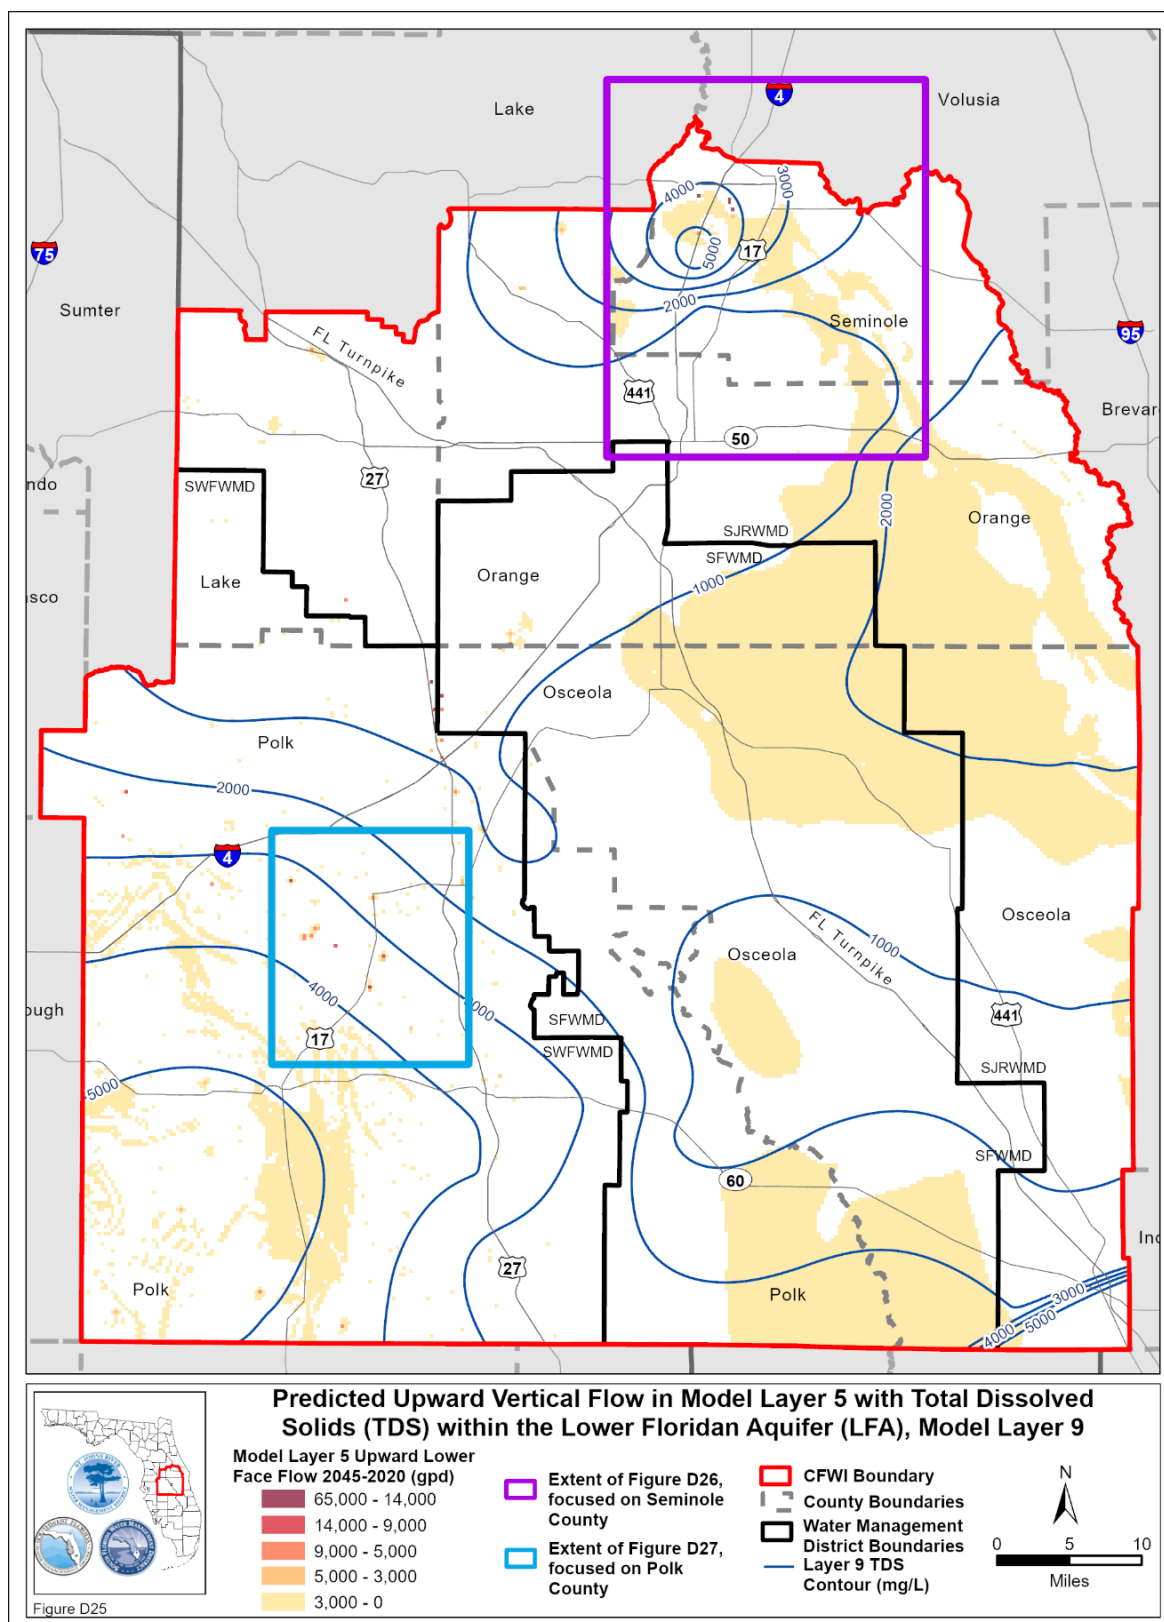 Lake
4
Volusia
3000
4000
75
5000
17
Sumter
2000
Seminole
95
FL Turnpike
441
Brevar
50
27
ndo
SWFWMD
2000
Orange
SJRWMD
SFWMD
Orange
Lake
1000
asco
Osceola
Polk
2000
4
Osceola
1000
Osceola
FL Turnpike
4000
ough
17
SFWMD
441
SWFWMD
SJRWMD
5000
SFWMD
60
Inc
27
Polk
Polk
3000
4000
5000
Predicted Upward Vertical Flow in Model Layer 5 with Total Dissolved
Solids (TDS) within the Lower Floridan Aquifer (LFA), Model Layer 9
Model Layer 5 Upward Lower
Face Flow 2045-2020 (gpd)
65,000 - 14,000
14,000 - 9,000
9,000 - 5,000
5,000 - 3,000
3,000 - 0
Extent of Figure D26,
focused on Seminole
County
Extent of Figure D27,
focused on Polk
County
CFWI Boundary
County Boundaries
Water Management
District Boundaries
Layer 9 TDS
Contour (mg/L)
N
0 5 10
Miles
Figure D25